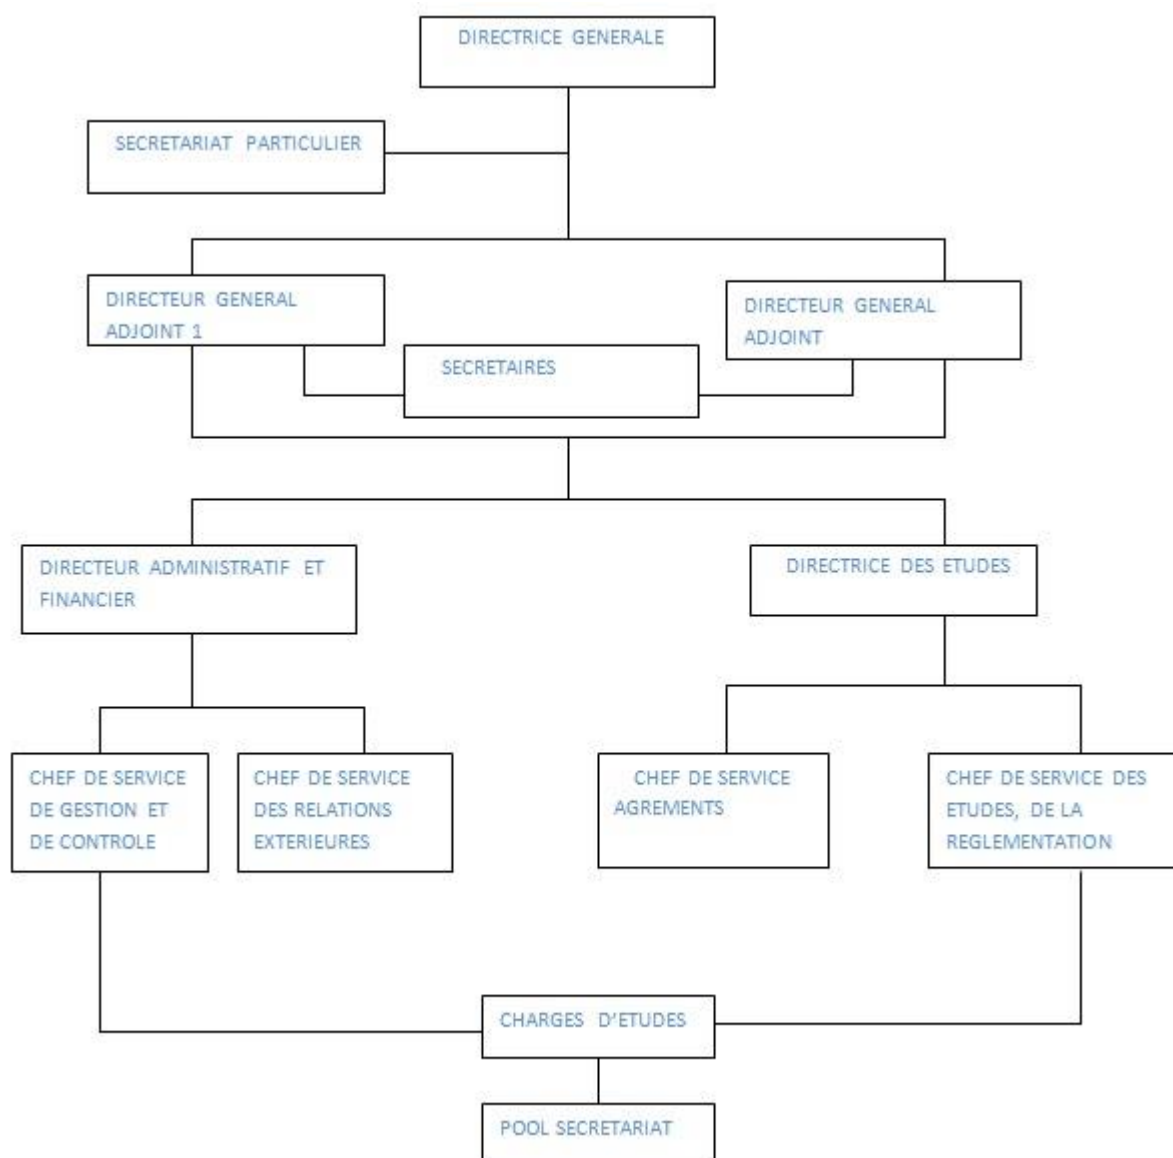 DIRECTRICE GENERALE
SECRETARIAT PARTICULIER
DIRECTEUR GENERAL
ADJOINT 1
DIRECTEUR GENERAL
ADJOINT
SECRETAIRES
DIRECTEUR ADMINISTRATIF ET
FINANCIER
DIRECTRICE DES ETUDES
CHEF DE SERVICE
DE GESTION ET
DE CONTROLE
CHEF DE SERVICE
DES RELATIONS
EXTERIEURES
CHEF DE SERVICE
AGREMENTS
CHEF DE SERVICE DES
ETUDES, DE LA
REGLEMENTATION
CHARGES D'ETUDES
POOL SECRETARIAT